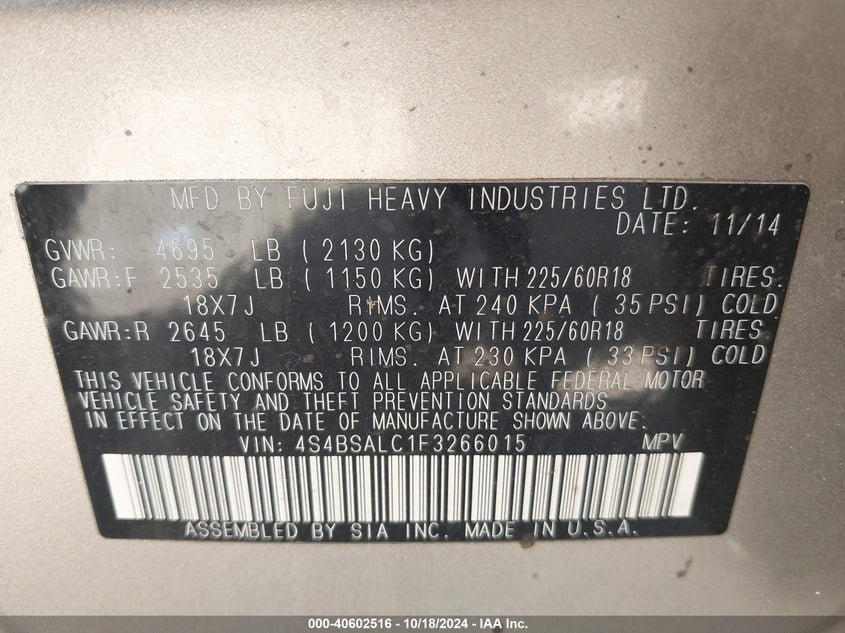 MFD BY FUJI HEAVY INDUSTRIES LTD.
DATE: 11/14
GVWR: 4695 LB ( 2130 KG)
GAWR:F 2535 LB ( 1150 KG) WITH 225/60R18 TIRES.
18X7J RIMS. AT 240 KPA ( 35 PSI) COLD
GAWR:R 2645 LB ( 1200 KG) WITH 225/60R18 TIRES
18X7J RIMS. AT 230 KPA ( 33 PSI) COLD
THIS VEHICLE CONFORMS TO ALL APPLICABLE FEDERAL MOTOR
VEHICLE SAFETY AND THEFT PREVENTION STANDARDS
IN EFFECT ON THE DATE OF MANUFACTURE SHOWN ABOVE.
VIN: 4S4BSALC1F3266015 MPV
ASSEMBLED BY SIA INC. MADE IN U.S.A.
000-40602516 - 10/18/2024 - IAA Inc.